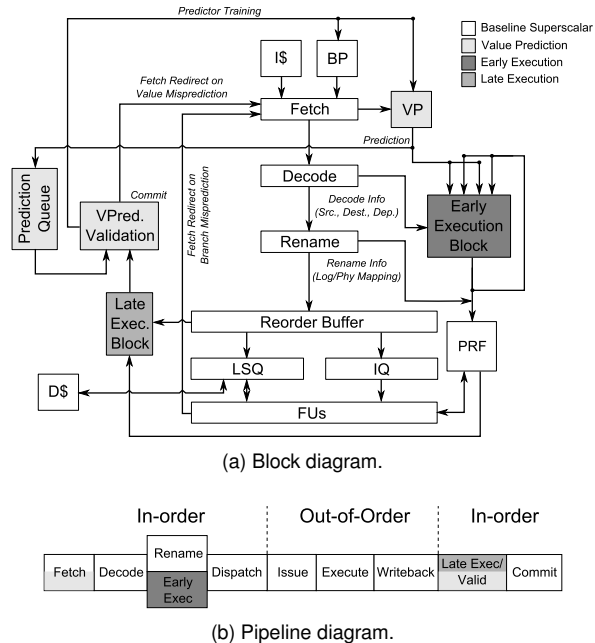 Predictor Training
Baseline Superscalar
Value Prediction
Early Execution
Late Execution
I$
BP
Fetch Redirect on
Value Misprediction
Fetch
VP
Prediction
Prediction
Queue
Commit
VPred.
Validation
Fetch Redirect on
Branch Misprediction
Decode
Decode Info
(Src., Dest., Dep.)
Early
Execution
Block
Rename
Rename Info
(Log/Phy Mapping)
Late
Exec.
Block
Reorder Buffer
PRF
LSQ
IQ
D$
FUs
(a) Block diagram.
In-order
Out-of-Order
In-order
Fetch
Decode
Rename
Early
Exec
Dispatch
Issue
Execute
Writeback
Late Exec/
Valid
Commit
(b) Pipeline diagram.